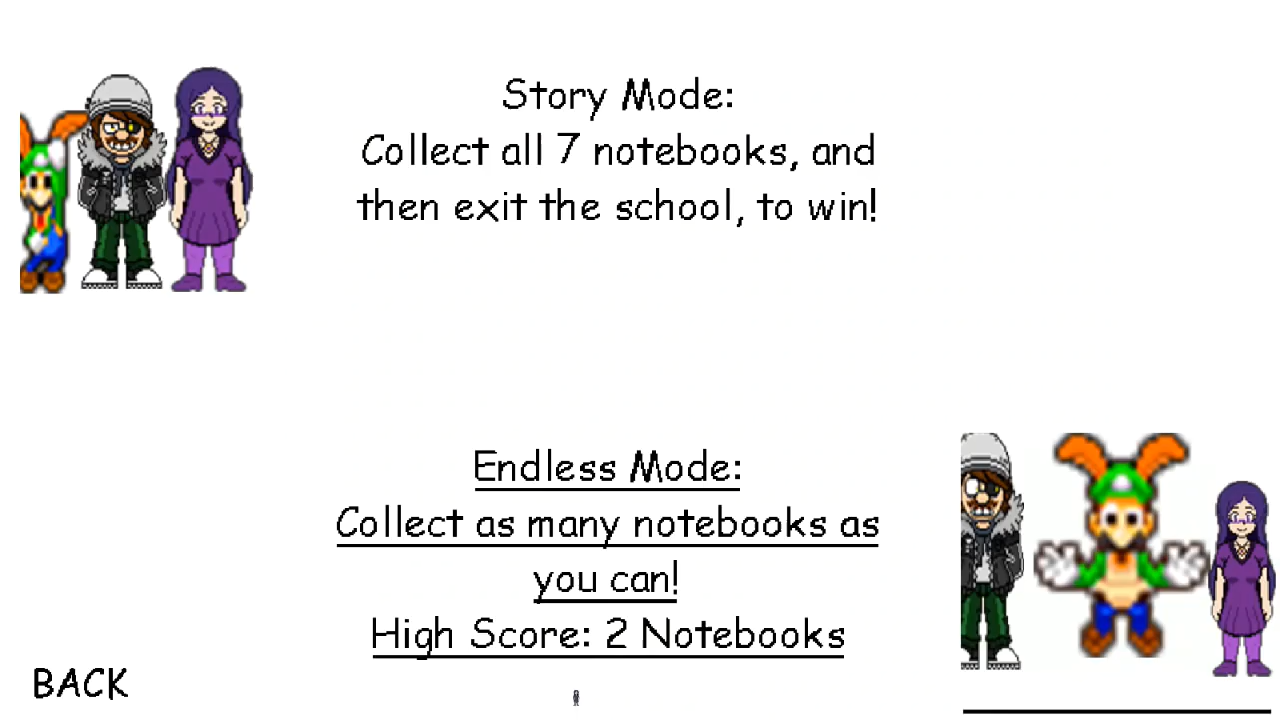 Story Mode:
Collect all 7 notebooks, and
then exit the school, to win!
Endless Mode:
Collect as many notebooks as
you can!
High Score: 2 Notebooks
BACK